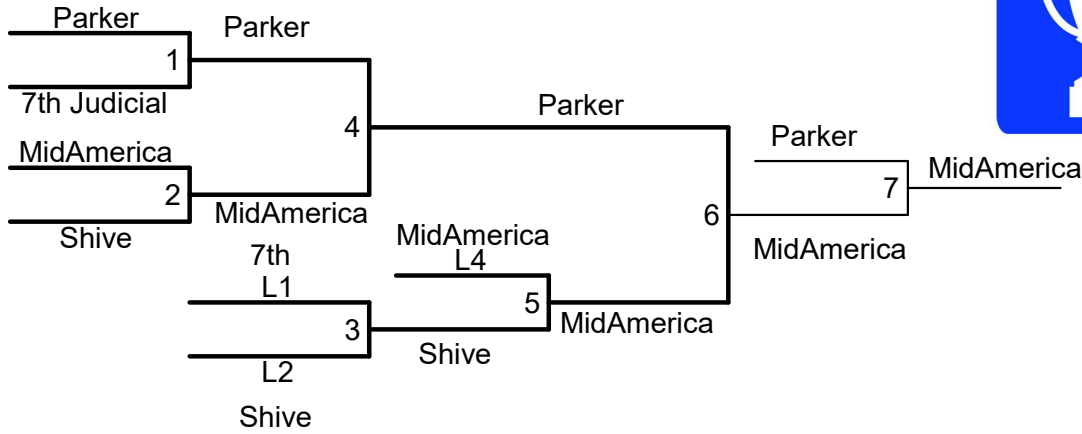 Parker
Parker
1
7th Judicial
Parker
4
Parker
MidAmerica
MidAmerica
7
2
MidAmerica
6
Shive
MidAmerica
MidAmerica
7th
L4
L1
5
MidAmerica
3
Shive
L2
Shive